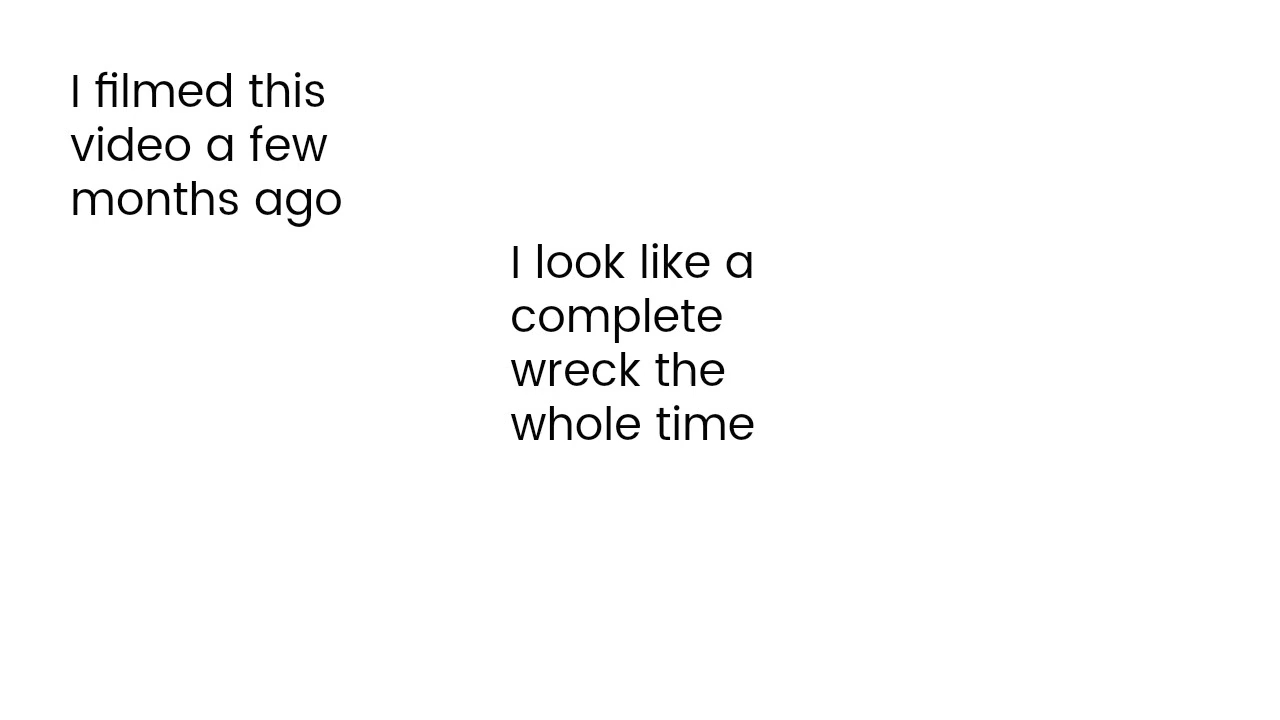 I filmed this
video a few
months ago
I look like a
complete
wreck the
whole time